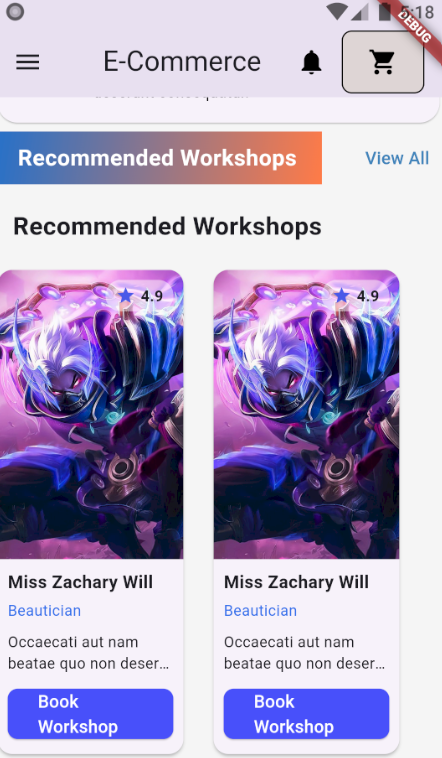 5:18
DEBUG
E-Commerce
Recommended Workshops
View All
Recommended Workshops
4.9
4.9
Miss Zachary Will
Beautician
Occaecati aut nam
beatae quo non deser...
Book
Workshop
Miss Zachary Will
Beautician
Occaecati aut nam
beatae quo non deser...
Book
Workshop